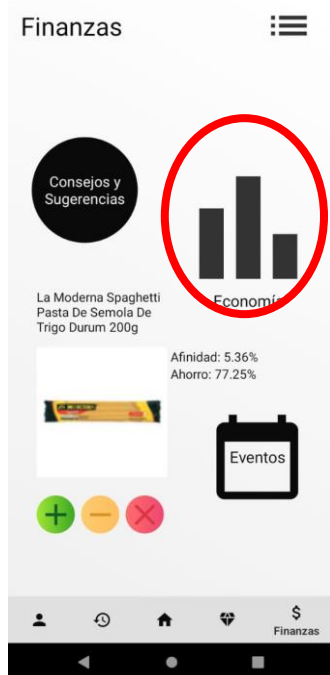 Finanzas
Consejos y
Sugerencias
La Moderna Spaghetti
Pasta De Semola De
Trigo Durum 200g
Economía
Afinidad: 5.36%
Ahorro: 77.25%
Eventos
$
Finanzas